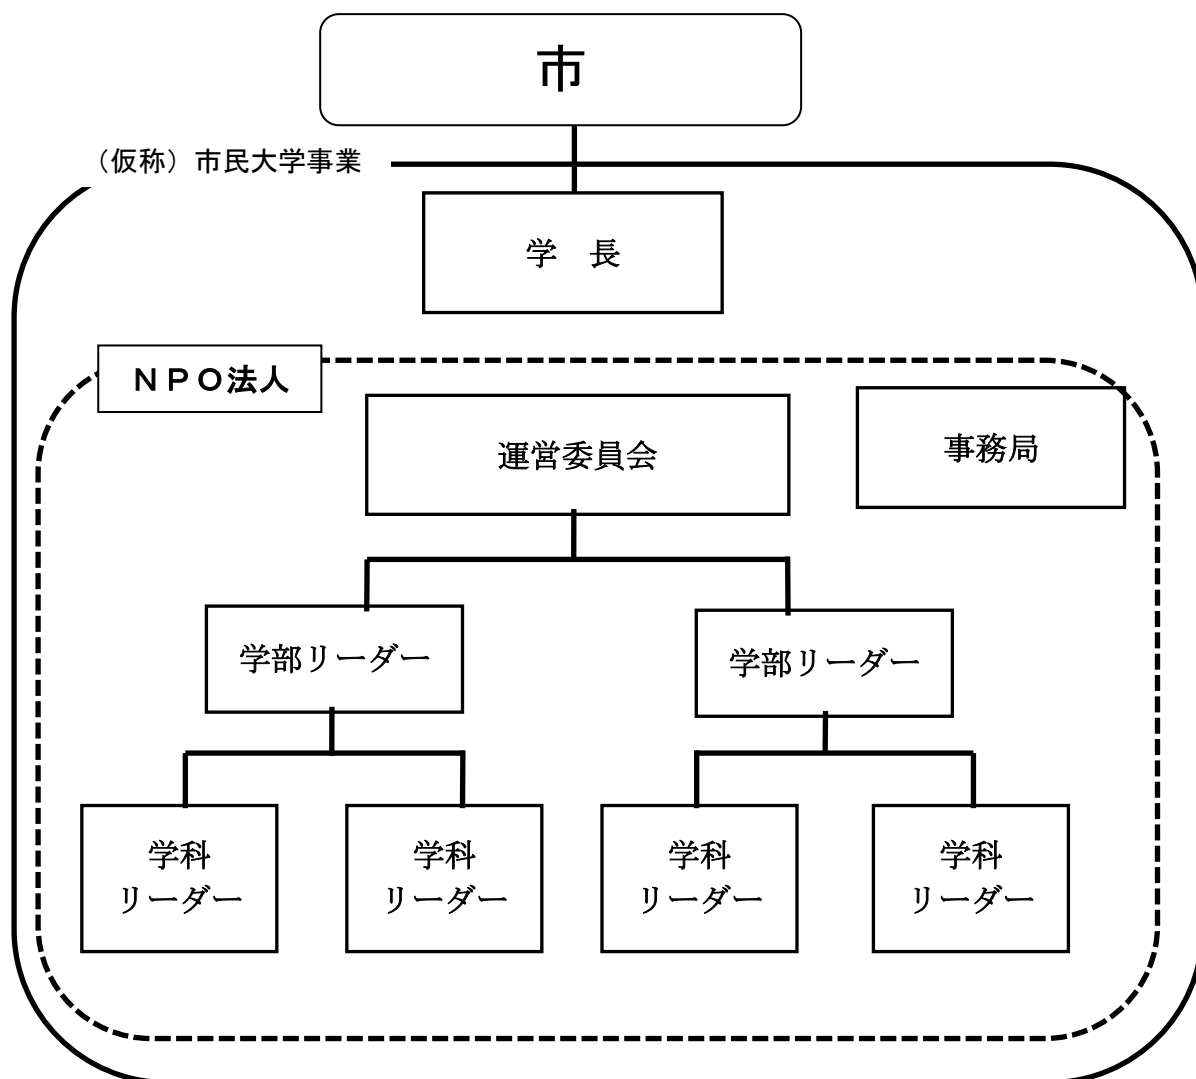 市
（仮称）市民大学事業
学　長
ＮＰＯ法人
運営委員会
事務局
学部リーダー
学部リーダー
学科
リーダー
学科
リーダー
学科
リーダー
学科
リーダー